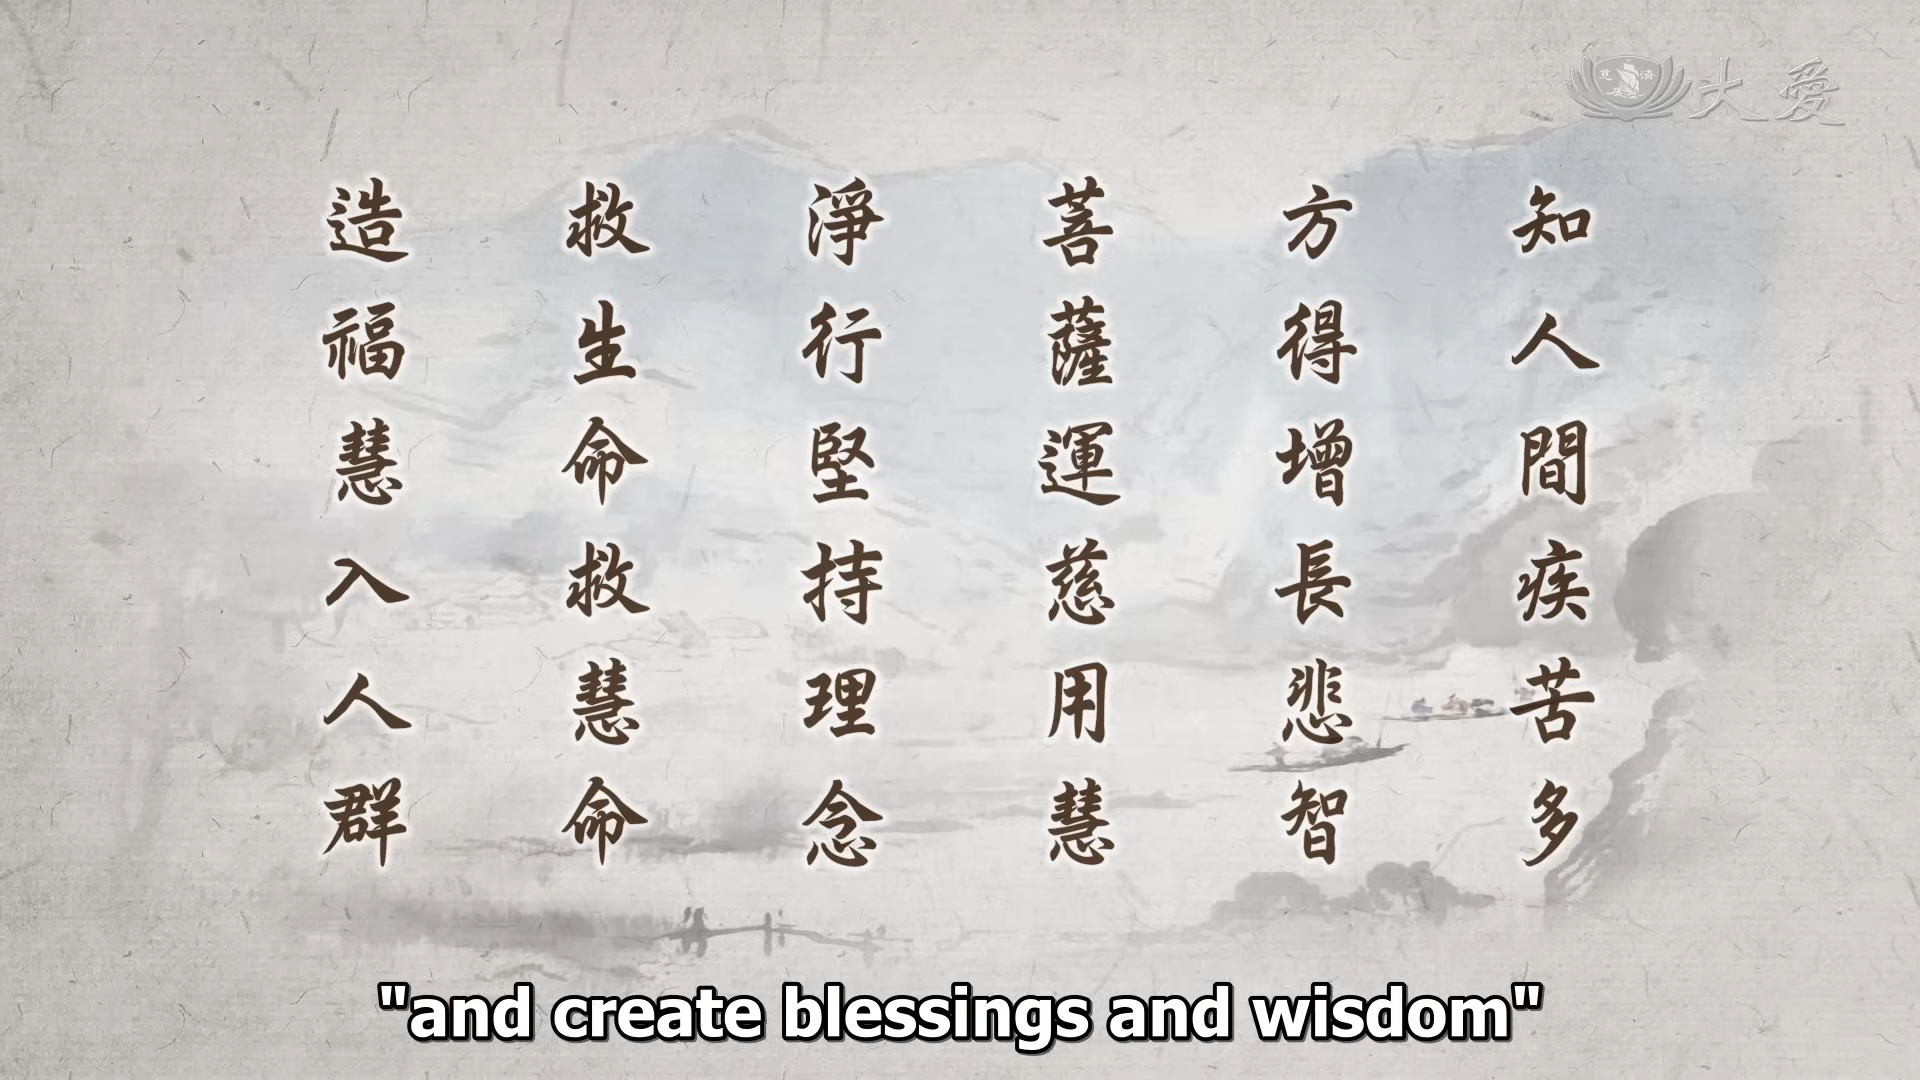 大愛
慈濟
知人間疾苦多
方得增長悲智
菩薩運慈用慧
淨行堅持理念
救生命救慧命
造福慧入人群
"and create blessings and wisdom"